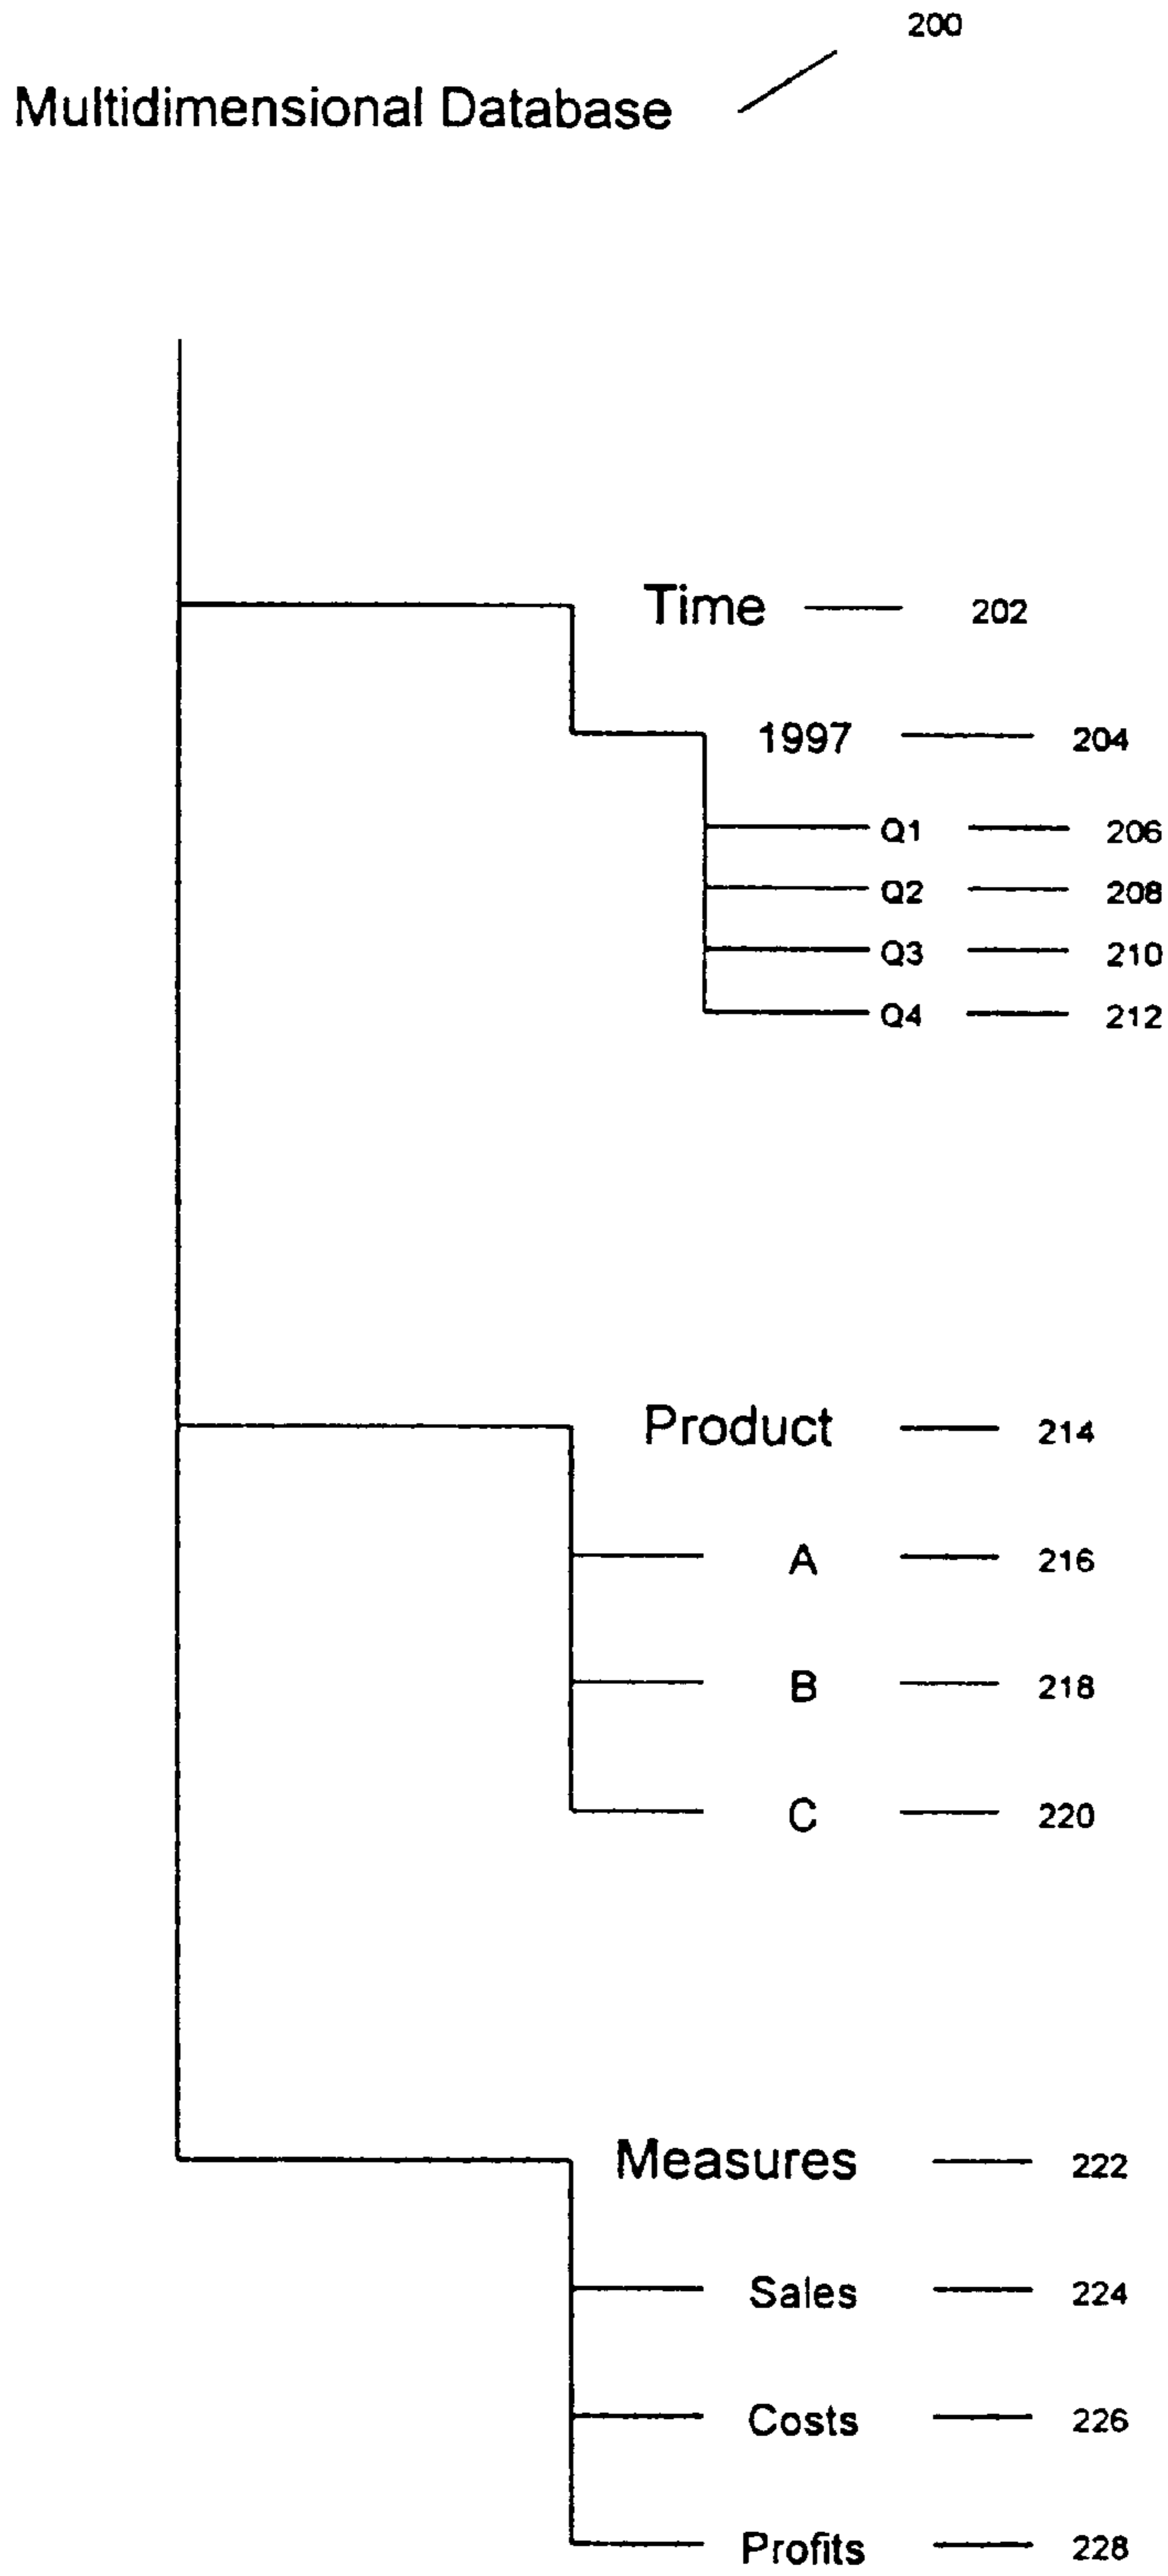 200
Multidimensional Database
Time 202
1997 204
Q1 206
Q2 208
Q3 210
Q4 212
Product 214
A 216
B 218
C 220
Measures 222
Sales 224
Costs 226
Profits 228